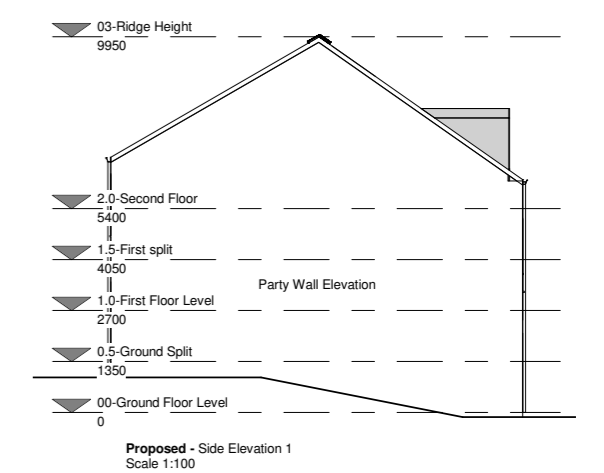 03-Ridge Height
9950
2.0-Second Floor
5400
1.5-First split
4050
Party Wall Elevation
1.0-First Floor Level
2700
0.5-Ground Split
1350
00-Ground Floor Level
0
Proposed - Side Elevation 1
Scale 1:100